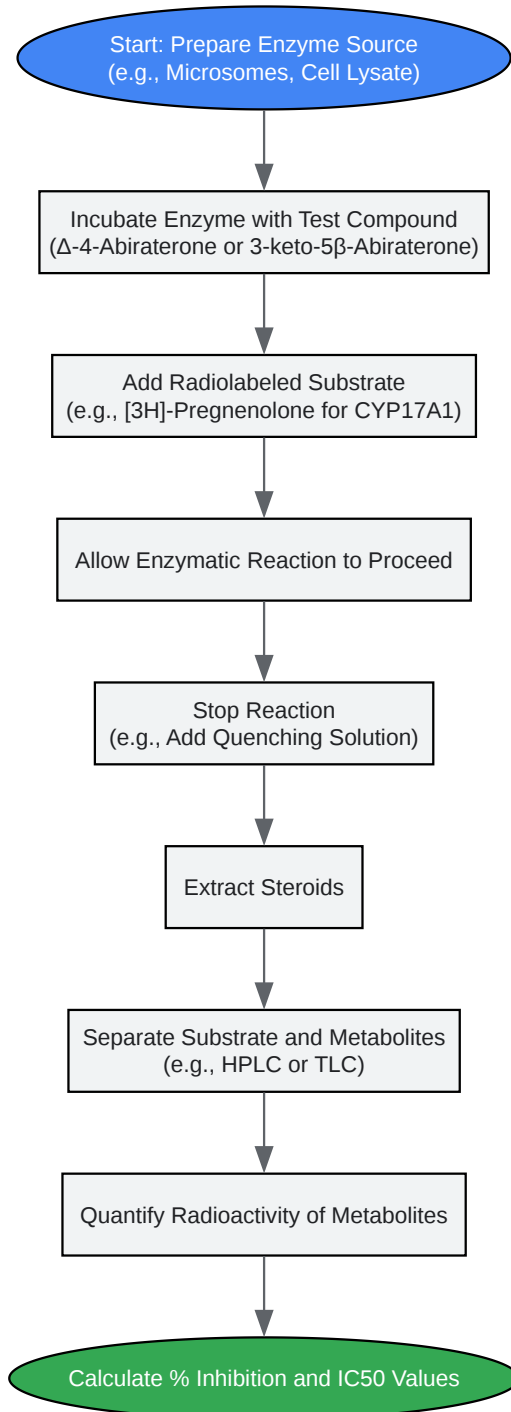 Start: Prepare Enzyme Source
(e.g., Microsomes, Cell Lysate)
Incubate Enzyme with Test Compound
(Δ-4-Abiraterone or 3-keto-5β-Abiraterone)
Add Radiolabeled Substrate
(e.g., [3H]-Pregnenolone for CYP17A1)
Allow Enzymatic Reaction to Proceed
Stop Reaction
(e.g., Add Quenching Solution)
Extract Steroids
Separate Substrate and Metabolites
(e.g., HPLC or TLC)
Quantify Radioactivity of Metabolites
Calculate % Inhibition and IC50 Values